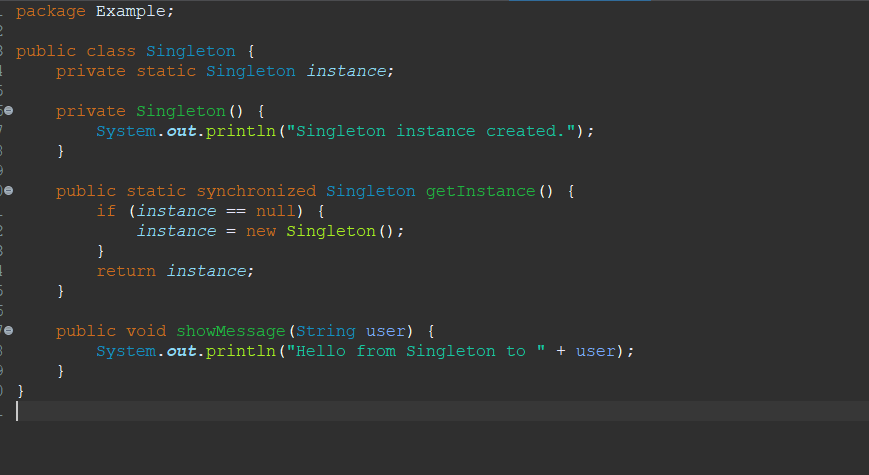 package Example;
public class Singleton {
    private static Singleton instance;
    private Singleton() {
        System.out.println("Singleton instance created.");
    }
    public static synchronized Singleton getInstance() {
        if (instance == null) {
            instance = new Singleton();
        }
        return instance;
    }
    public void showMessage(String user) {
        System.out.println("Hello from Singleton to " + user);
    }
}